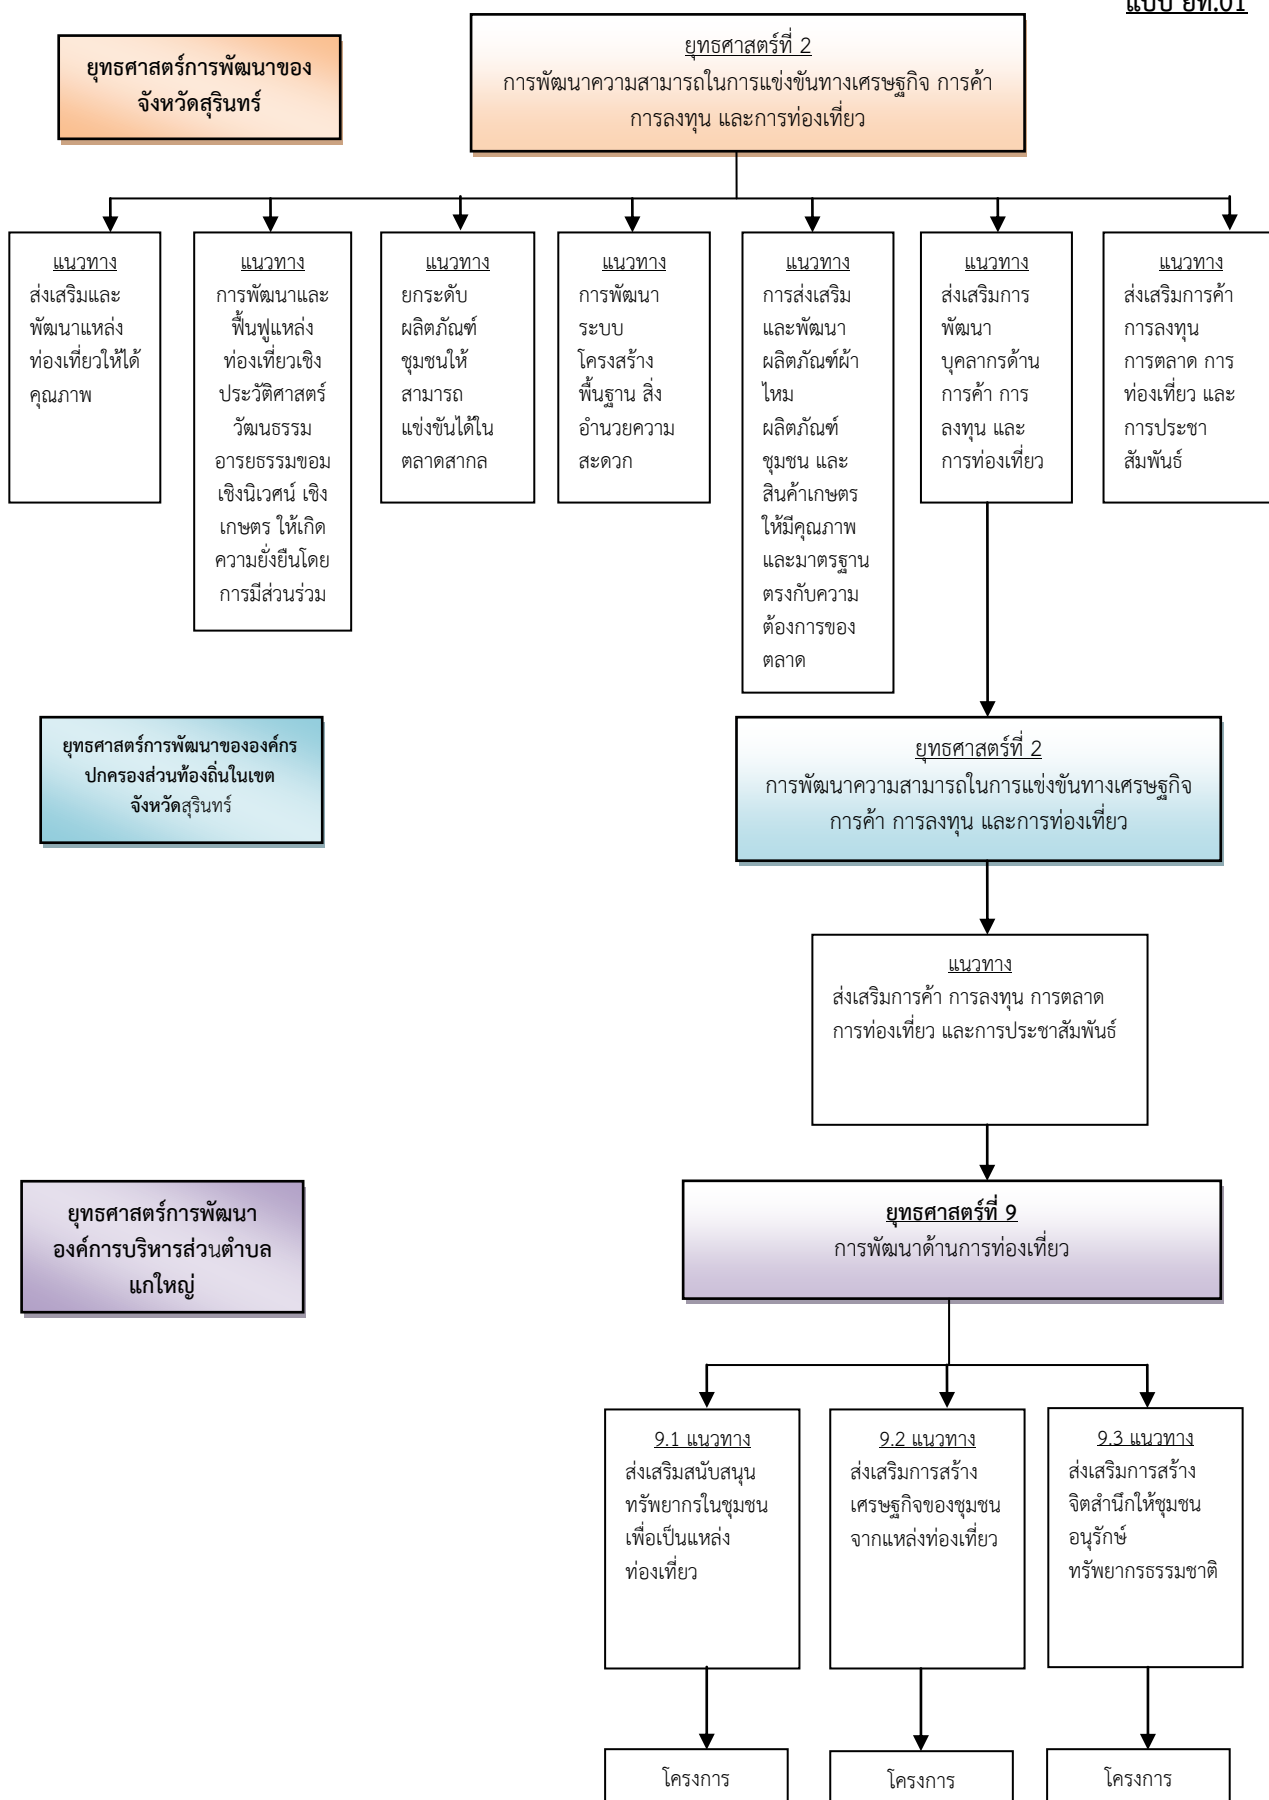 แบบ ยท.01
ยุทธศาสตร์การพัฒนาของ
จังหวัดสุรินทร์
ยุทธศาสตร์ที่ 2
การพัฒนาความสามารถในการแข่งขันทางเศรษฐกิจ การค้า
การลงทุน และการท่องเที่ยว
แนวทาง
ส่งเสริมและ
พัฒนาแหล่ง
ท่องเที่ยวให้ได้
คุณภาพ
แนวทาง
การพัฒนาและ
ฟื้นฟูแหล่ง
ท่องเที่ยวเชิง
ประวัติศาสตร์
วัฒนธรรม
อารยธรรมขอม
เชิงนิเวศน์ เชิง
เกษตร ให้เกิด
ความยั่งยืนโดย
การมีส่วนร่วม
แนวทาง
ยกระดับ
ผลิตภัณฑ์
ชุมชนให้
สามารถ
แข่งขันได้ใน
ตลาดสากล
แนวทาง
การพัฒนา
ระบบ
โครงสร้าง
พื้นฐาน สิ่ง
อำนวยความ
สะดวก
แนวทาง
การส่งเสริม
และพัฒนา
ผลิตภัณฑ์ผ้า
ไหม
ผลิตภัณฑ์
ชุมชน และ
สินค้าเกษตร
ให้มีคุณภาพ
และมาตรฐาน
ตรงกับความ
ต้องการของ
ตลาด
แนวทาง
ส่งเสริมการ
พัฒนา
บุคลากรด้าน
การค้า การ
ลงทุน และ
การท่องเที่ยว
แนวทาง
ส่งเสริมการค้า
การลงทุน
การตลาด การ
ท่องเที่ยว และ
การประชา
สัมพันธ์
ยุทธศาสตร์การพัฒนาขององค์กร
ปกครองส่วนท้องถิ่นในเขต
จังหวัดสุรินทร์
ยุทธศาสตร์ที่ 2
การพัฒนาความสามารถในการแข่งขันทางเศรษฐกิจ
การค้า การลงทุน และการท่องเที่ยว
แนวทาง
ส่งเสริมการค้า การลงทุน การตลาด
การท่องเที่ยว และการประชาสัมพันธ์
ยุทธศาสตร์การพัฒนา
องค์การบริหารส่วนตำบล
แกใหญ่
ยุทธศาสตร์ที่ 9
การพัฒนาด้านการท่องเที่ยว
9.1 แนวทาง
ส่งเสริมสนับสนุน
ทรัพยากรในชุมชน
เพื่อเป็นแหล่ง
ท่องเที่ยว
9.2 แนวทาง
ส่งเสริมการสร้าง
เศรษฐกิจของชุมชน
จากแหล่งท่องเที่ยว
9.3 แนวทาง
ส่งเสริมการสร้าง
จิตสำนึกให้ชุมชน
อนุรักษ์
ทรัพยากรธรรมชาติ
โครงการ
โครงการ
โครงการ